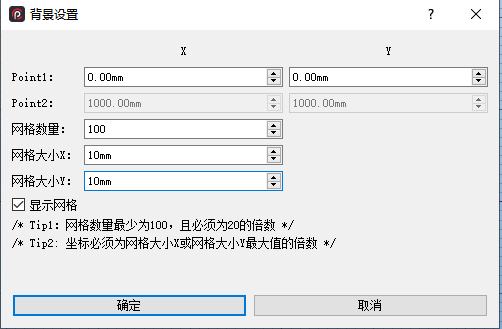 背景设置
X Y
Point1: 0.00mm 0.00mm
Point2: 1000.00mm 1000.00mm
网格数量: 100
网格大小X: 10mm
网格大小Y: 10mm
显示网格
/* Tip1: 网格数量最少为100，且必须为20的倍数 */
/* Tip2: 坐标必须为网格大小X或网格大小Y最大值的倍数 */
确定 取消